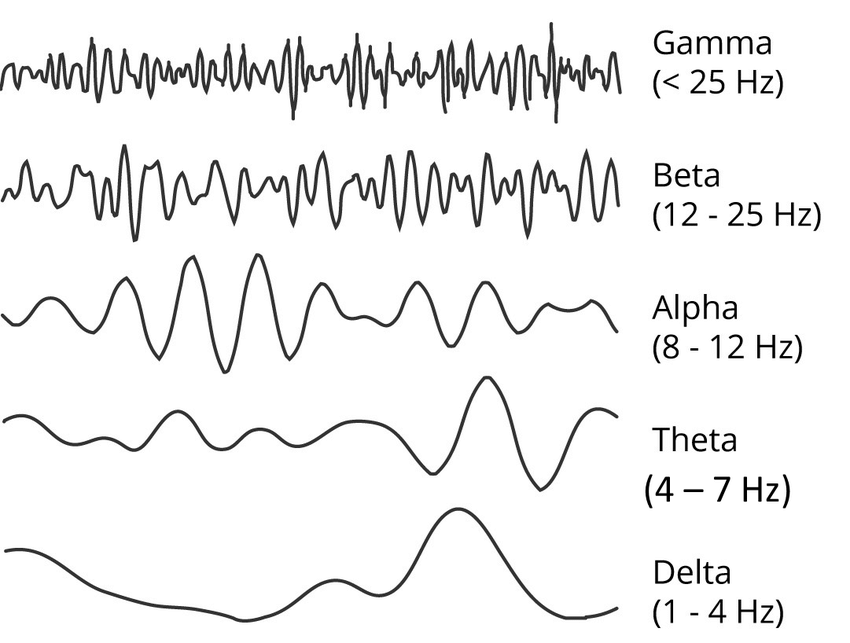 Gamma
(< 25 Hz)
Beta
(12 - 25 Hz)
Alpha
(8 - 12 Hz)
Theta
(4 – 7 Hz)
Delta
(1 - 4 Hz)